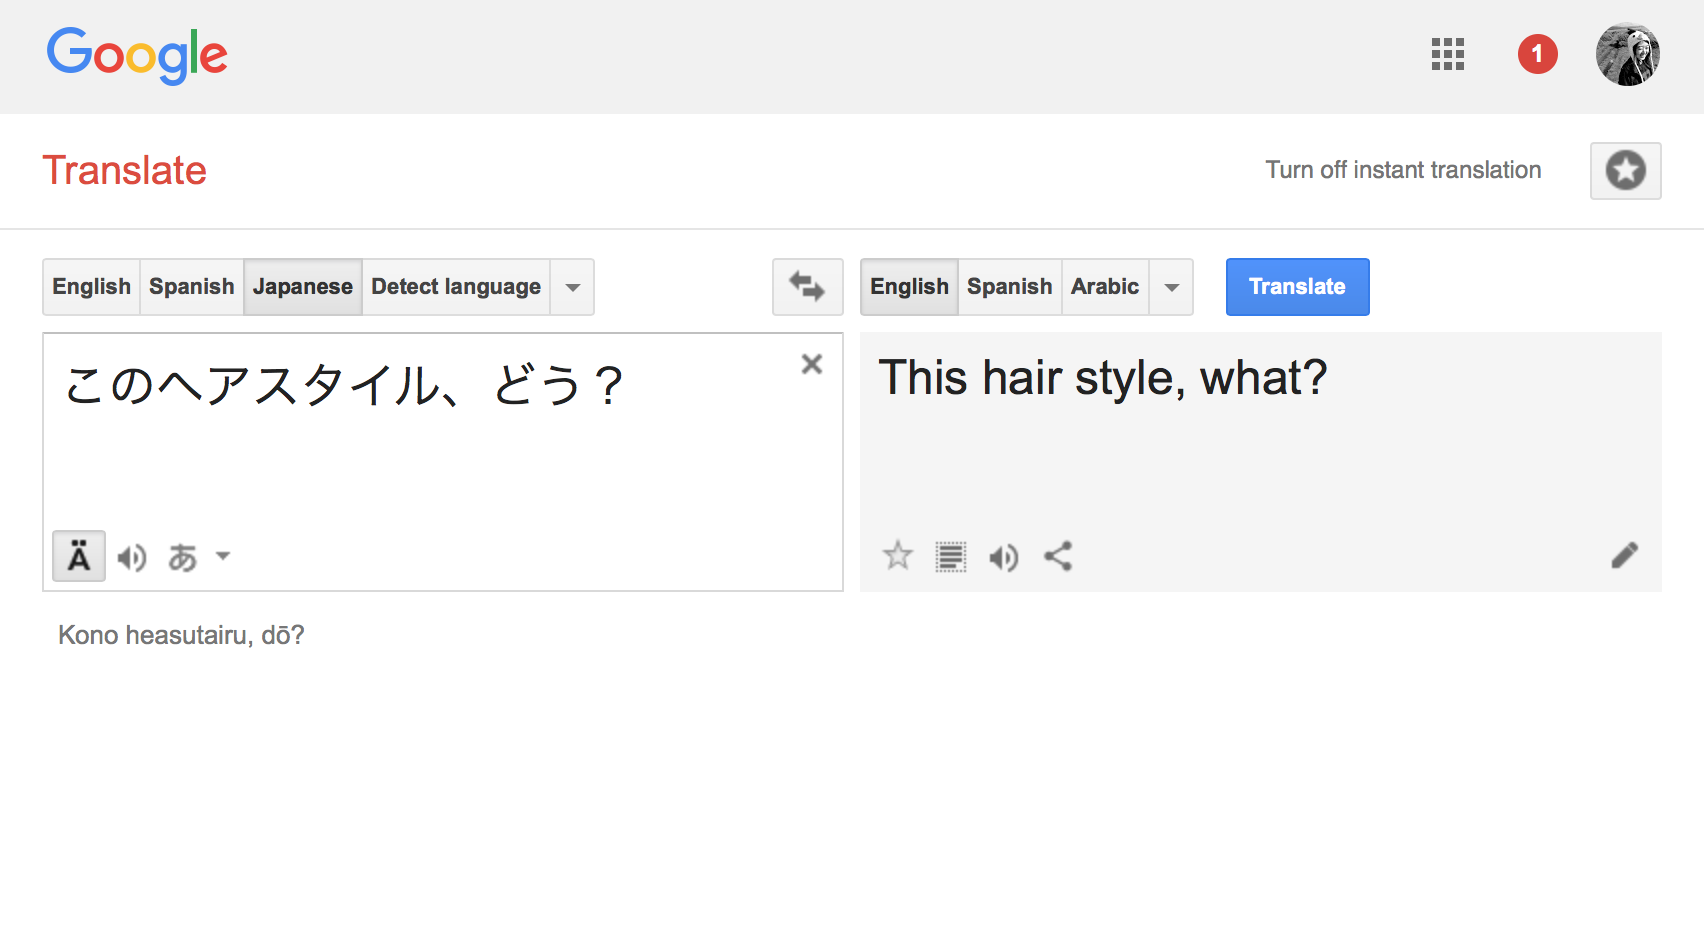 Google
1
Translate
Turn off instant translation
English Spanish Japanese Detect language
English Spanish Arabic
Translate
このヘアスタイル、どう？
This hair style, what?
Ä
あ
Kono heasutairu, dō?